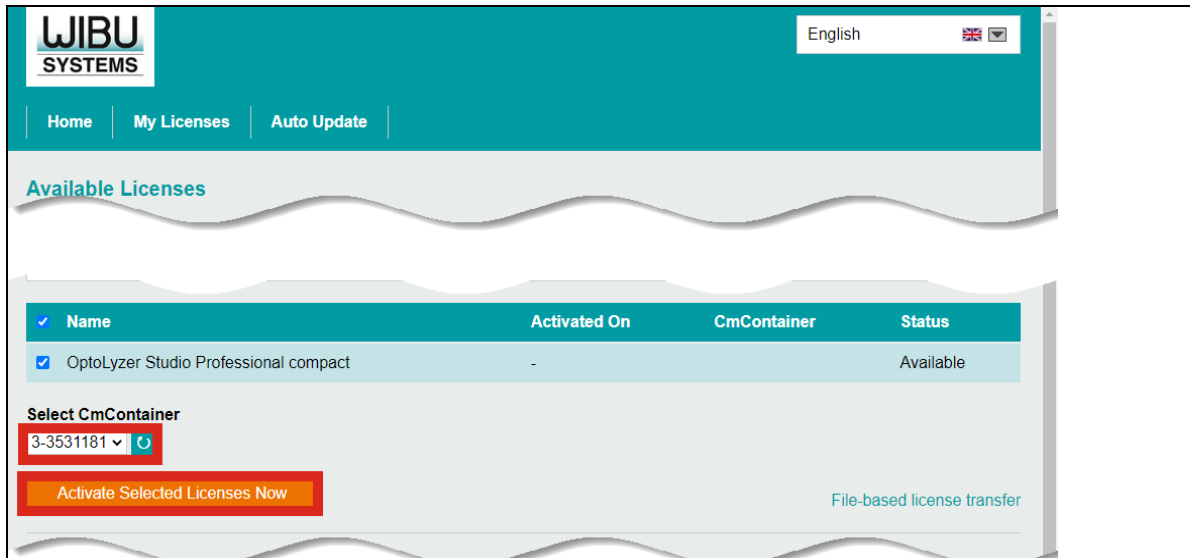 WIBU
SYSTEMS
English
Home My Licenses Auto Update
Available Licenses
Name Activated On CmContainer Status
OptoLyzer Studio Professional compact - Available
Select CmContainer
3-3531181
Activate Selected Licenses Now
File-based license transfer